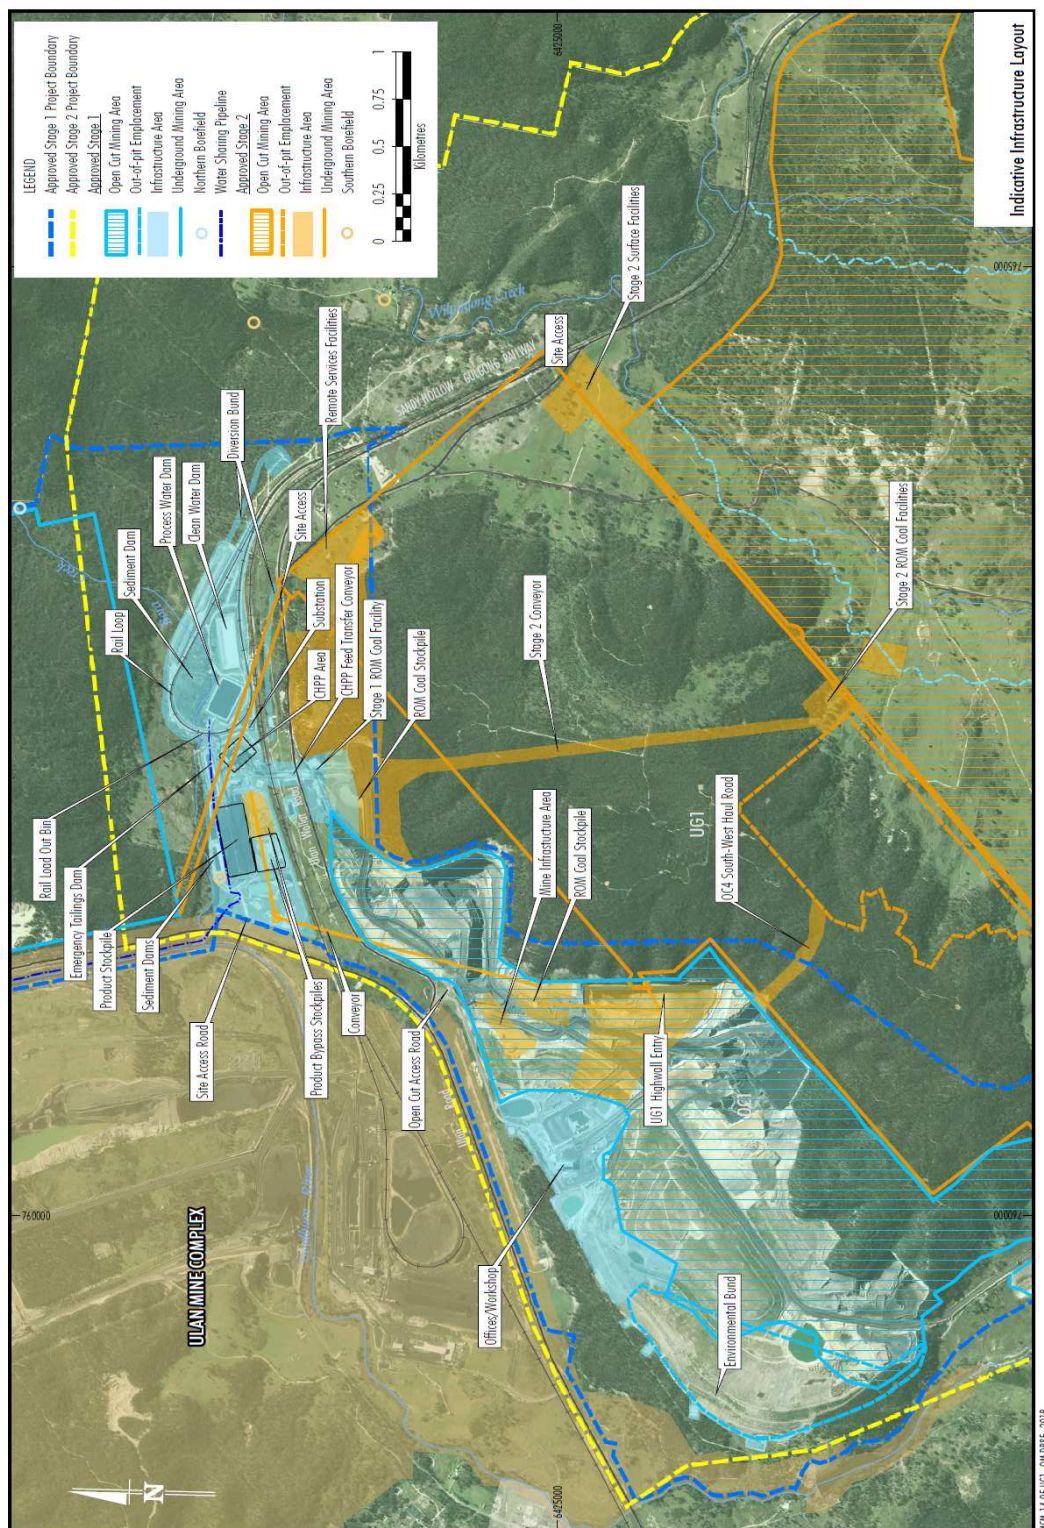 LEGEND
Approved Stage 1 Project Boundary
Approved Stage 2 Project Boundary
Approved Stage 1
Open Cut Mining Area
Out-of-pit Emplacement
Infrastructure Area
Underground Mining Area
Northern Borefield
Water Sharing Pipeline
Approved Stage 2
Open Cut Mining Area
Out-of-pit Emplacement
Infrastructure Area
Underground Mining Area
Southern Borefield
0
0.25
0.5
0.75
1
Kilometres
N
ULAN MINE COMPLEX
Rail Load Out Bin
Emergency Tailings Dam
Product Stockpile
Sediment Dams
Site Access Road
Product Bypass Stockpiles
Conveyor
Open Cut Access Road
Rail Loop
Sediment Dam
Process Water Dam
Clean Water Dam
Diversion Bund
Site Access
Remote Services Facilities
Substation
CHPP Area
CHPP Feed Transfer Conveyor
Stage 1 ROM Coal Facility
ROM Coal Stockpile
Stage 2 Conveyor
Mine Infrastucture Area
ROM Coal Stockpile
UG1 Highwall Entry
UG1
OC4 South-West Haul Road
OC1
Offices/Workshop
Environmental Bund
Site Access
Stage 2 Surface Facilities
Stage 2 ROM Coal Facilities
SANDY HOLLOW - GULGONG RAILWAY
Wilpinjong Creek
Bora
Creek
Ulan
Road
760000
760000
765000
6425000
6425000
Indicative Infrastructure Layout